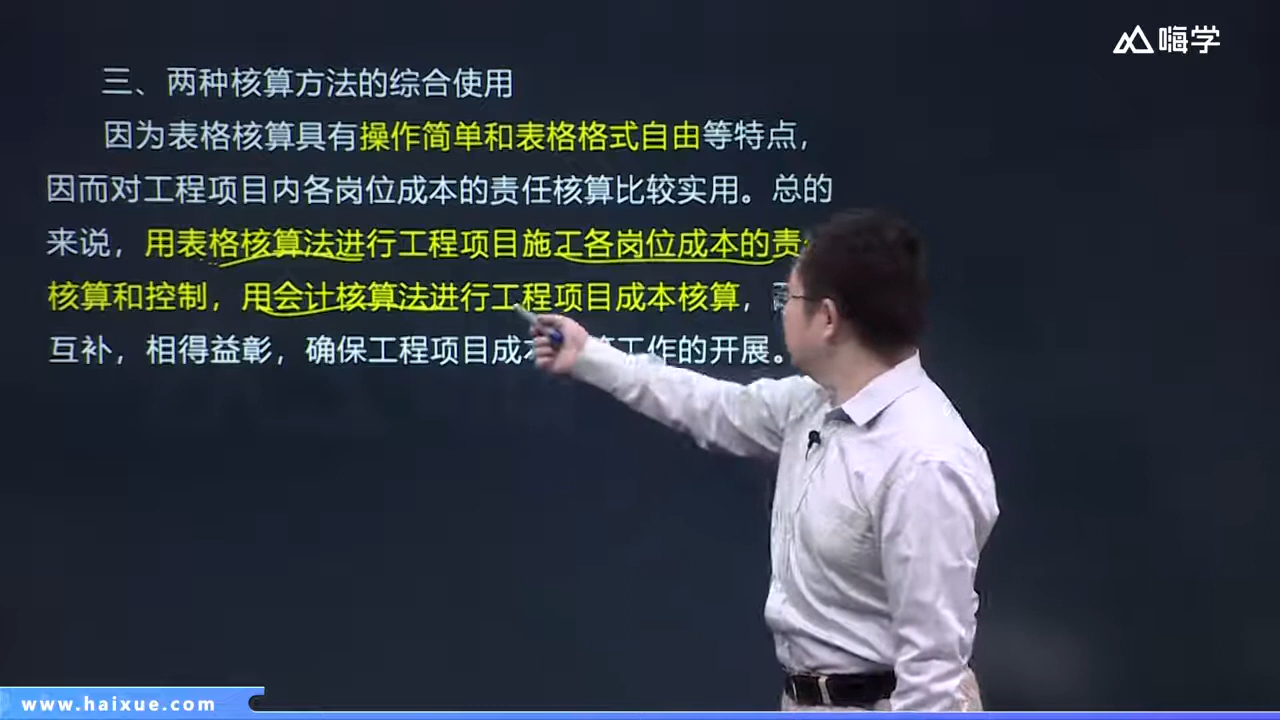 嗨学
三、两种核算方法的综合使用
因为表格核算具有操作简单和表格格式自由等特点，
因而对工程项目内各岗位成本的责任核算比较实用。总的
来说，用表格核算法进行工程项目施工各岗位成本的责
核算和控制，用会计核算法进行工程项目成本核算，
互补，相得益彰，确保工程项目成 算工作的开展。
www.haixue.com